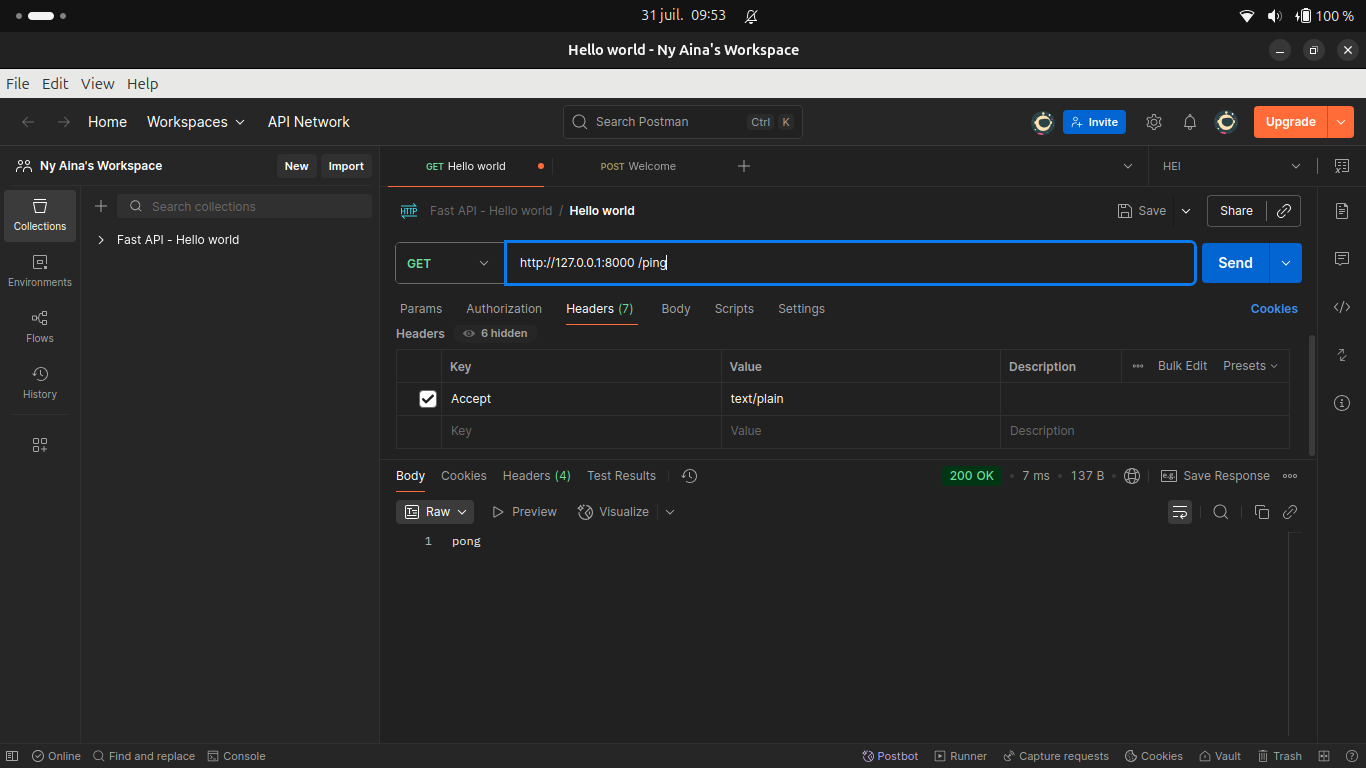 31 juil. 09:53
100 %
Hello world - Ny Aina's Workspace
File Edit View Help
Home Workspaces API Network
Search Postman Ctrl K
Invite
Upgrade
Ny Aina's Workspace New Import
GET Hello world POST Welcome
HEI
Collections
Search collections
HTTP Fast API - Hello world / Hello world
Save Share
Fast API - Hello world
GET http://127.0.0.1:8000 /ping Send
Environments
Params Authorization Headers (7) Body Scripts Settings Cookies
Flows
Headers 6 hidden
Key Value Description Bulk Edit Presets
History
Accept text/plain
Key Value Description
Body Cookies Headers (4) Test Results
200 OK • 7 ms • 137 B e.g. Save Response
Raw Preview Visualize
1 pong
Online Find and replace Console
Postbot Runner Capture requests Cookies Vault Trash